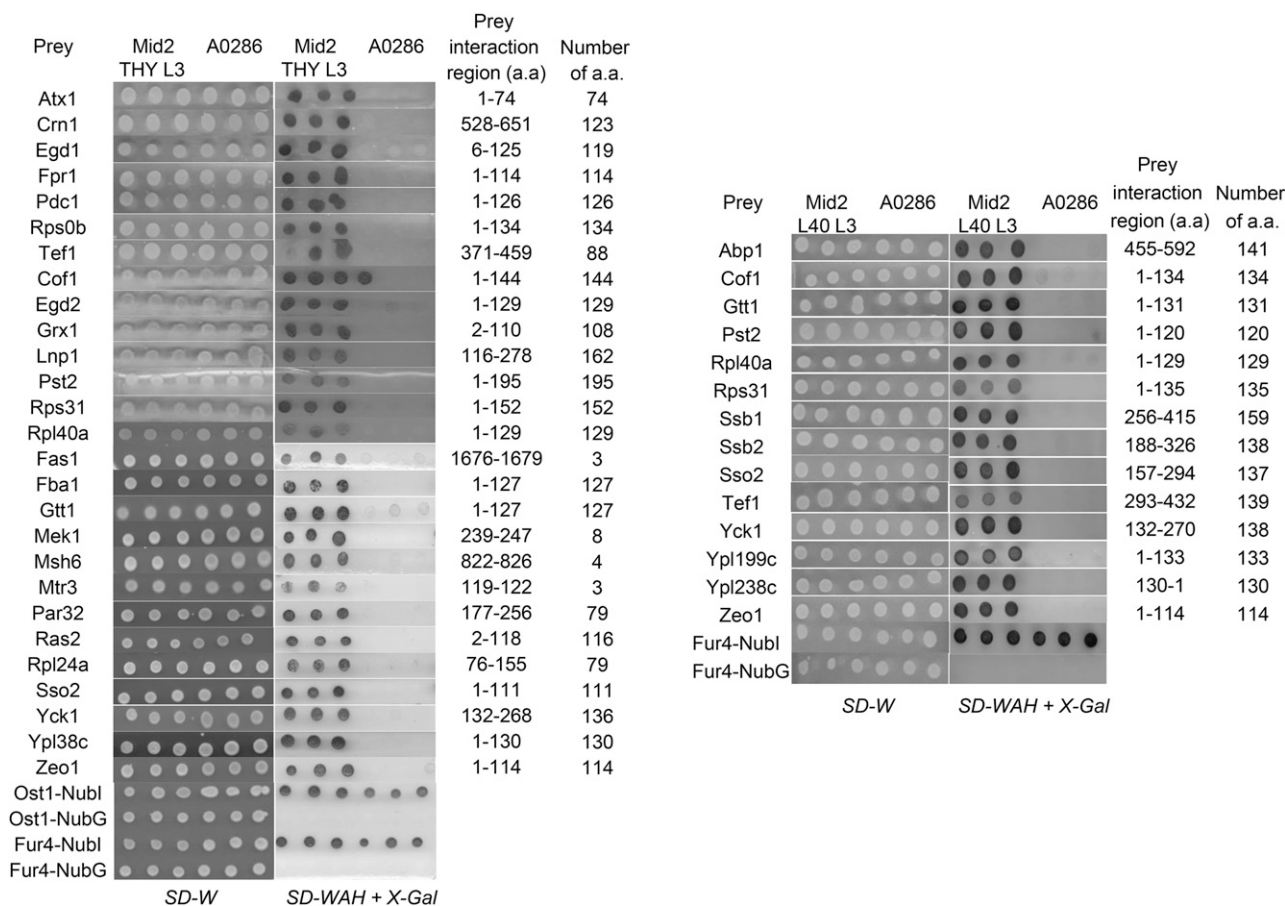 Prey Mid2 A0286 Mid2 A0286 Prey interaction region (a.a) Number of a.a.
THY L3 THY L3
Atx1 1-74 74
Crn1 528-651 123
Egd1 6-125 119
Fpr1 1-114 114
Pdc1 1-126 126
Rps0b 1-134 134
Tef1 371-459 88
Cof1 1-144 144
Egd2 1-129 129
Grx1 2-110 108
Lnp1 116-278 162
Pst2 1-195 195
Rps31 1-152 152
Rpl40a 1-129 129
Fas1 1676-1679 3
Fba1 1-127 127
Gtt1 1-127 127
Mek1 239-247 8
Msh6 822-826 4
Mtr3 119-122 3
Par32 177-256 79
Ras2 2-118 116
Rpl24a 76-155 79
Sso2 1-111 111
Yck1 132-268 136
Ypl38c 1-130 130
Zeo1 1-114 114
Ost1-NubI
Ost1-NubG
Fur4-NubI
Fur4-NubG
SD-W SD-WAH + X-Gal
Prey Mid2 A0286 Mid2 A0286 Prey interaction region (a.a) Number of a.a.
L40 L3 L40 L3
Abp1 455-592 141
Cof1 1-134 134
Gtt1 1-131 131
Pst2 1-120 120
Rpl40a 1-129 129
Rps31 1-135 135
Ssb1 256-415 159
Ssb2 188-326 138
Sso2 157-294 137
Tef1 293-432 139
Yck1 132-270 138
Ypl199c 1-133 133
Ypl238c 130-1 130
Zeo1 1-114 114
Fur4-NubI
Fur4-NubG
SD-W SD-WAH + X-Gal